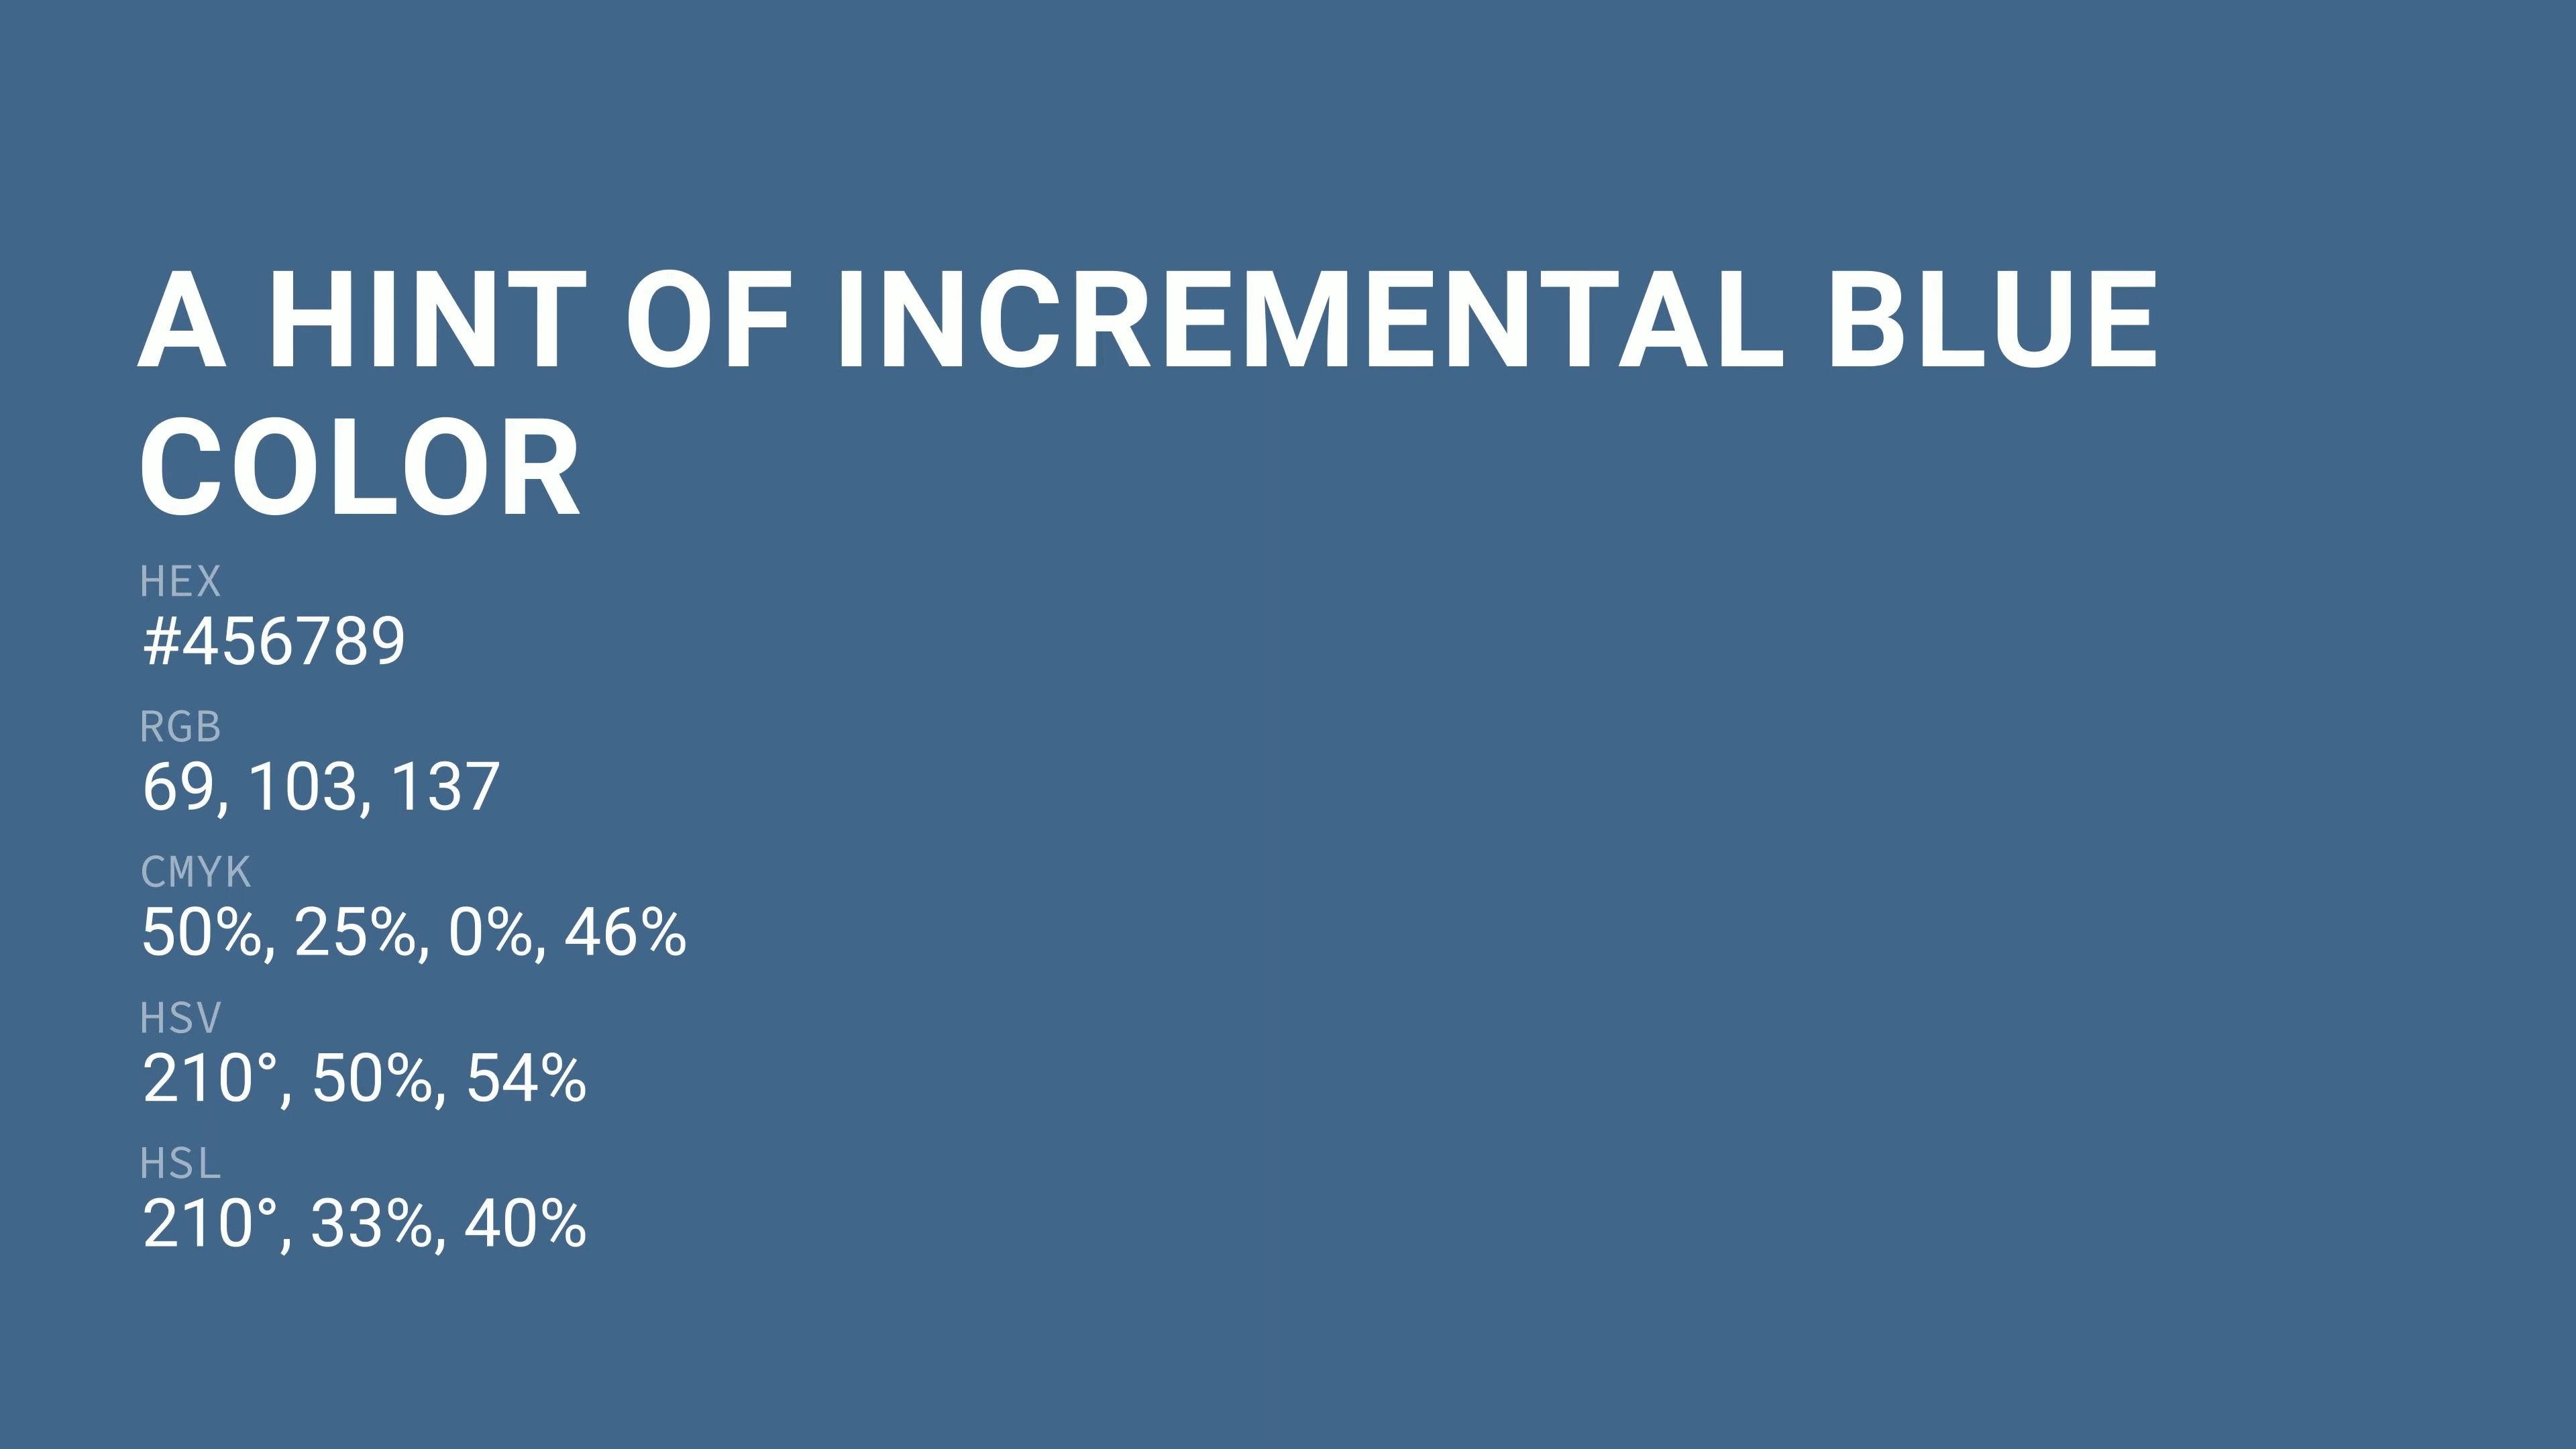 A HINT OF INCREMENTAL BLUE
COLOR
HEX
#456789
RGB
69, 103, 137
CMYK
50%, 25%, 0%, 46%
HSV
210°, 50%, 54%
HSL
210°, 33%, 40%